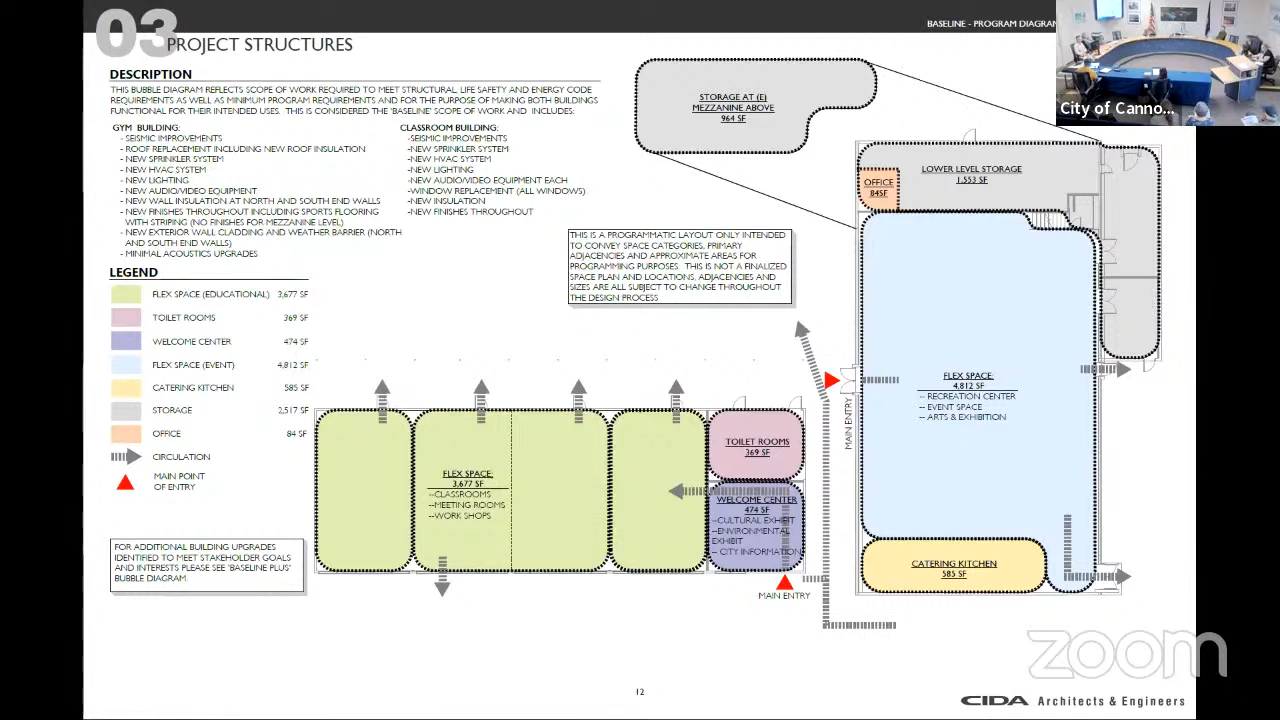 03
PROJECT STRUCTURES
BASELINE - PROGRAM DIAGRAM
City of Canno...
DESCRIPTION
THIS BUBBLE DIAGRAM REFLECTS SCOPE OF WORK REQUIRED TO MEET STRUCTURAL, LIFE SAFETY AND ENERGY CODE
REQUIREMENTS AS WELL AS MINIMUM PROGRAM REQUIREMENTS AND FOR THE PURPOSE OF MAKING BOTH BUILDINGS
FUNCTIONAL FOR THEIR INTENDED USES. THIS IS CONSIDERED THE 'BASELINE' SCOPE OF WORK AND INCLUDES:
GYM BUILDING:
- SEISMIC IMPROVEMENTS
- ROOF REPLACEMENT INCLUDING NEW ROOF INSULATION
- NEW SPRINKLER SYSTEM
- NEW HVAC SYSTEM
- NEW LIGHTING
- NEW AUDIO/VIDEO EQUIPMENT
- NEW WALL INSULATION AT NORTH AND SOUTH END WALLS
- NEW FINISHES THROUGHOUT INCLUDING SPORTS FLOORING
WITH STRIPING (NO FINISHES FOR MEZZANINE LEVEL)
- NEW EXTERIOR WALL CLADDING AND WEATHER BARRIER (NORTH
AND SOUTH END WALLS)
- MINIMAL ACOUSTICS UPGRADES
CLASSROOM BUILDING:
-SEISMIC IMPROVEMENTS
-NEW SPRINKLER SYSTEM
-NEW HVAC SYSTEM
-NEW LIGHTING
-NEW AUDIO/VIDEO EQUIPMENT EACH
-WINDOW REPLACEMENT (ALL WINDOWS)
-NEW INSULATION
-NEW FINISHES THROUGHOUT
LEGEND
FLEX SPACE (EDUCATIONAL) 3,677 SF
TOILET ROOMS 369 SF
WELCOME CENTER 474 SF
FLEX SPACE (EVENT) 4,812 SF
CATERING KITCHEN 585 SF
STORAGE 2,517 SF
OFFICE 84 SF
CIRCULATION
MAIN POINT
OF ENTRY
FOR ADDITIONAL BUILDING UPGRADES
IDENTIFIED TO MEET STAKEHOLDER GOALS
AND INTERESTS PLEASE SEE 'BASELINE PLUS'
BUBBLE DIAGRAM.
THIS IS A PROGRAMMATIC LAYOUT ONLY INTENDED
TO CONVEY SPACE CATEGORIES, PRIMARY
ADJACENCIES AND APPROXIMATE AREAS FOR
PROGRAMMING PURPOSES. THIS IS NOT A FINALIZED
SPACE PLAN AND LOCATIONS, ADJACENCIES AND
SIZES ARE ALL SUBJECT TO CHANGE THROUGHOUT
THE DESIGN PROCESS
STORAGE AT (E)
MEZZANINE ABOVE
964 SF
LOWER LEVEL STORAGE
1,553 SF
OFFICE
84SF
FLEX SPACE:
4,812 SF
-- RECREATION CENTER
-- EVENT SPACE
-- ARTS & EXHIBITION
MAIN ENTRY
CATERING KITCHEN
585 SF
FLEX SPACE:
3,677 SF
--CLASSROOMS
--MEETING ROOMS
--WORK SHOPS
TOILET ROOMS
369 SF
WELCOME CENTER
474 SF
--CULTURAL EXHIBIT
--ENVIRONMENTAL
EXHIBIT
-- CITY INFORMATION
MAIN ENTRY
zoom
12
CIDA Architects & Engineers